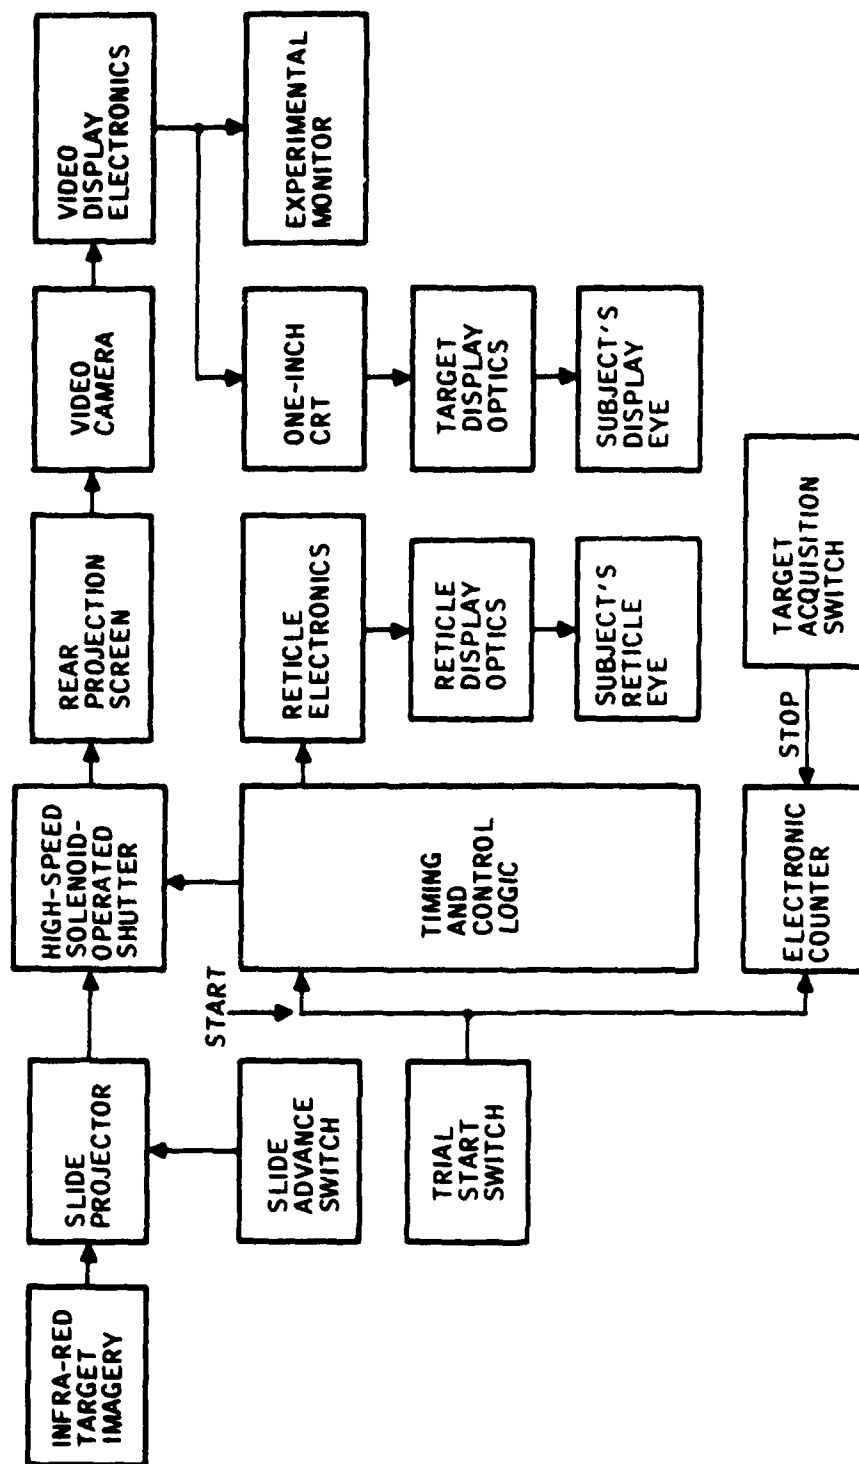 INFRA-RED
TARGET
IMAGERY
SLIDE
PROJECTOR
HIGH-SPEED
SOLENOID-
OPERATED
SHUTTER
REAR
PROJECTION
SCREEN
VIDEO
CAMERA
VIDEO
DISPLAY
ELECTRONICS
SLIDE
ADVANCE
SWITCH
START
TIMING
AND
CONTROL
LOGIC
RETICLE
ELECTRONICS
ONE-INCH
CRT
EXPERIMENTAL
MONITOR
TRIAL
START
SWITCH
RETICLE
DISPLAY
OPTICS
TARGET
DISPLAY
OPTICS
SUBJECT'S
RETICLE
EYE
SUBJECT'S
DISPLAY
EYE
ELECTRONIC
COUNTER
STOP
TARGET
ACQUISITION
SWITCH